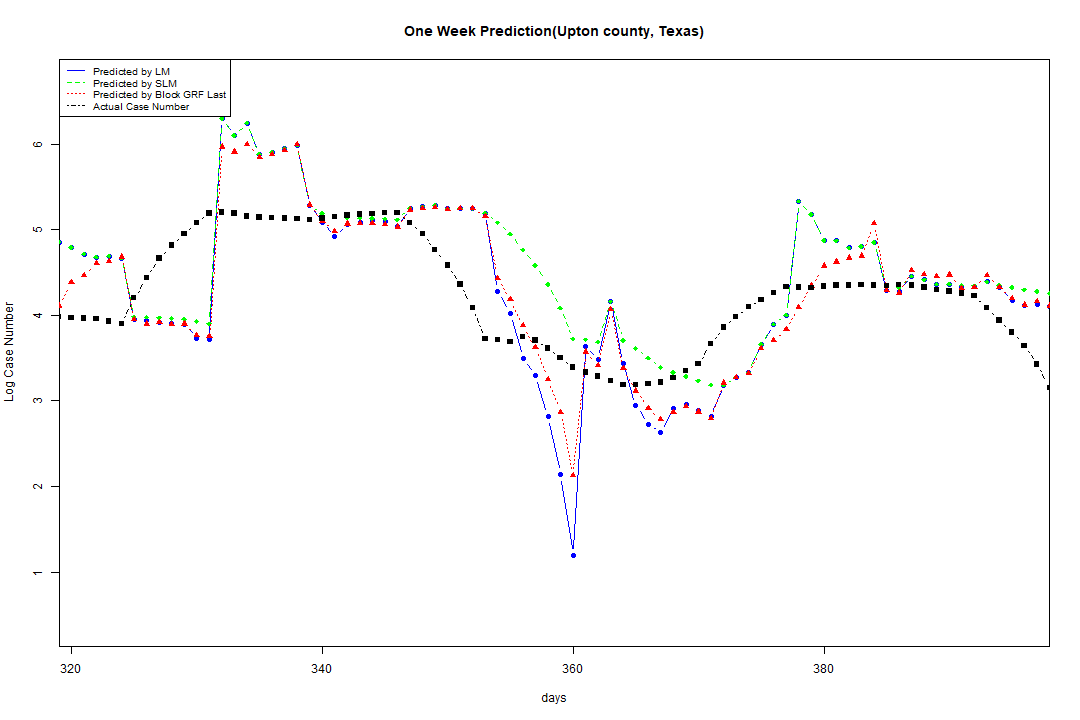 One Week Prediction(Upton county, Texas)
Predicted by LM
Predicted by SLM
Predicted by Block GRF Last
Actual Case Number
6
5
4
3
2
1
Log Case Number
320
340
360
380
days